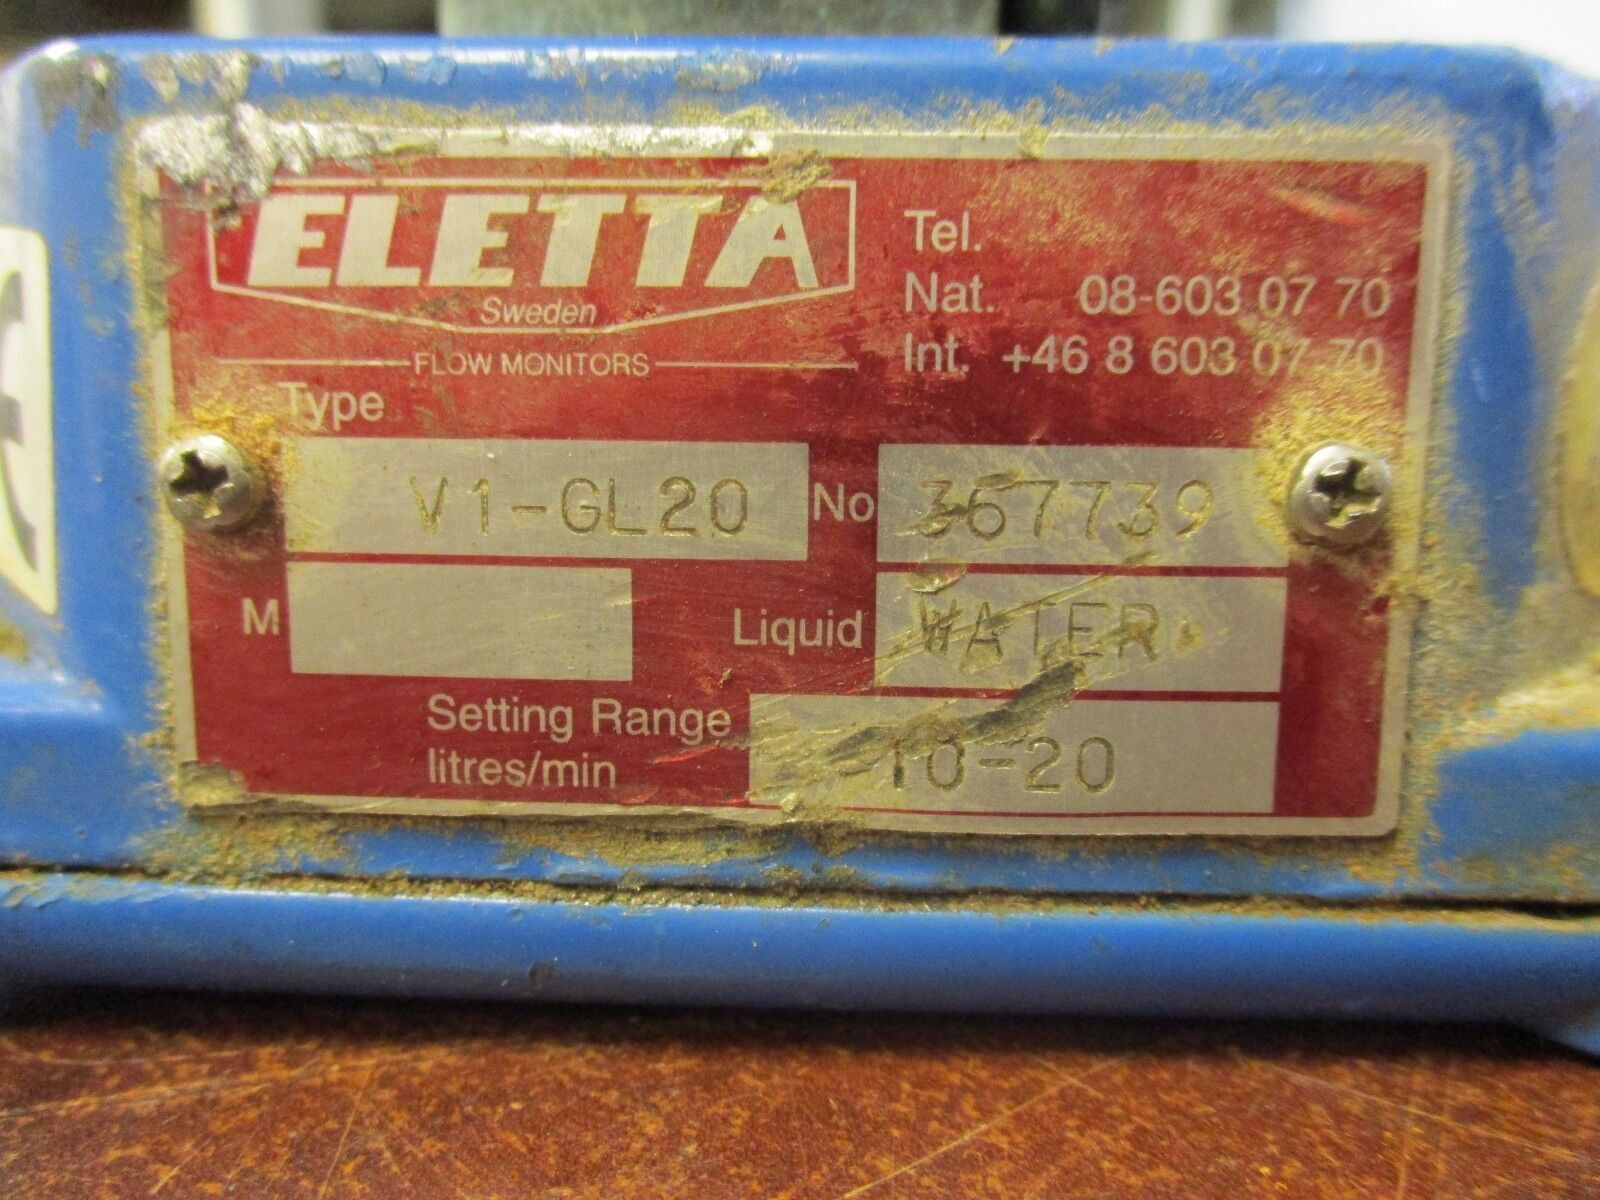 ELETTA
Sweden
FLOW MONITORS
Tel.
Nat. 08-603 07 70
Int. +46 8 603 07 70
Type
V1-GL20 No 367739
M Liquid WATER
Setting Range
litres/min 10-20